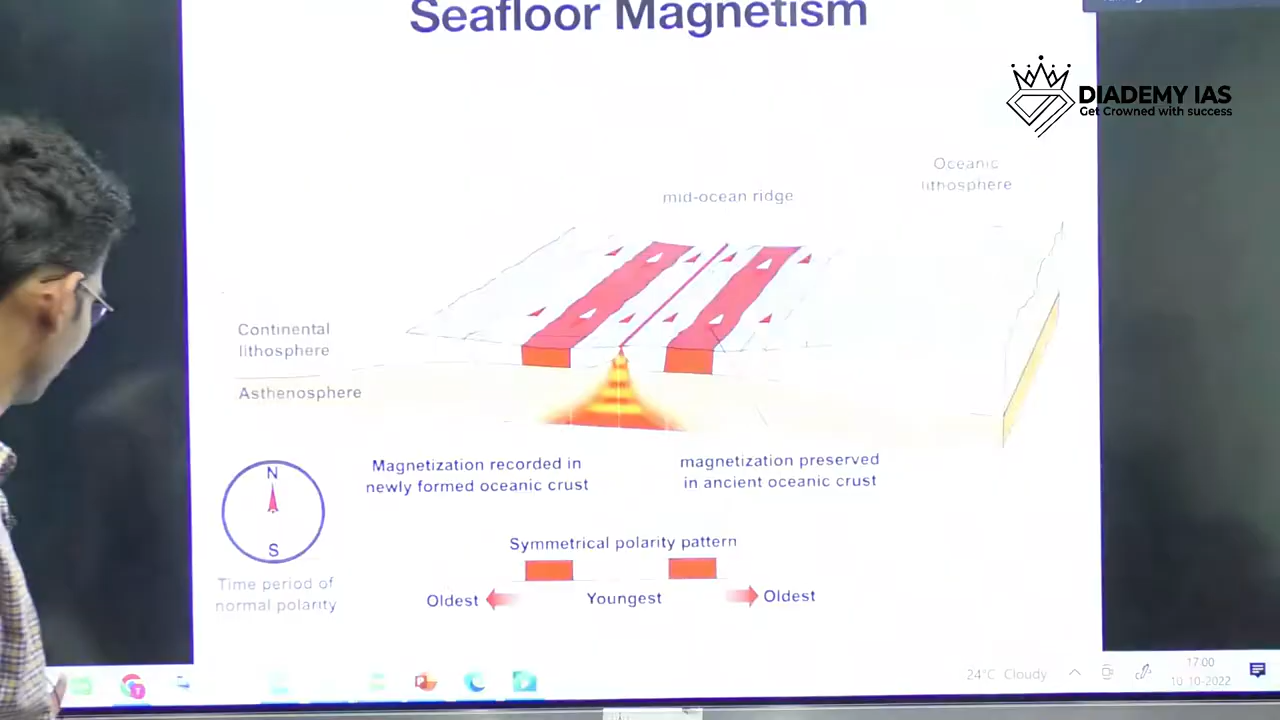 Seafloor Magnetism
DIADEMY IAS
Get Crowned with success
Oceanic
lithosphere
mid-ocean ridge
Continental
lithosphere
Asthenosphere
Magnetization recorded in
newly formed oceanic crust
magnetization preserved
in ancient oceanic crust
N
S
Time period of
normal polarity
Symmetrical polarity pattern
Oldest
Youngest
Oldest
24°C Cloudy
17:00
10-10-2022